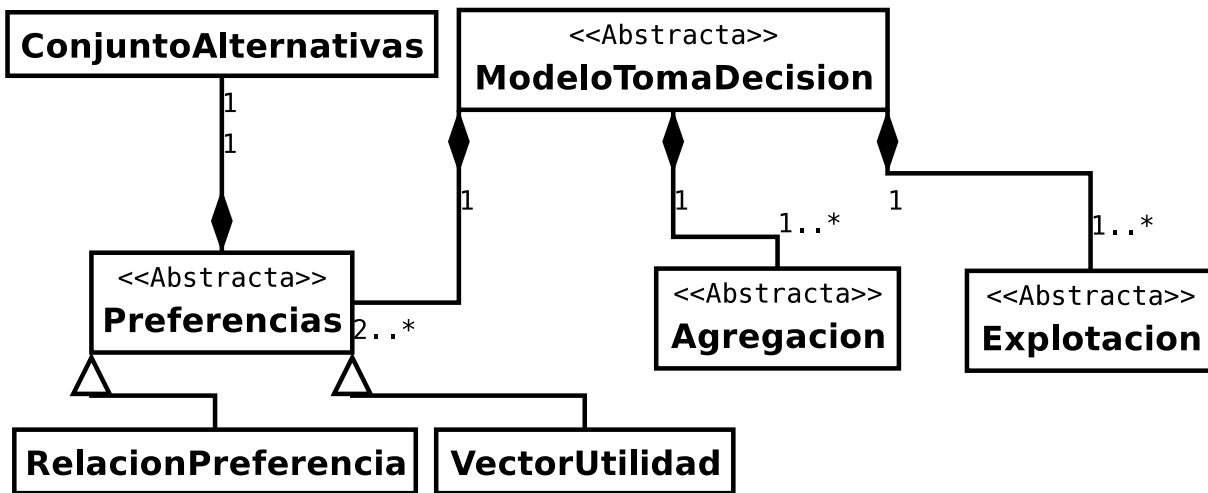 ConjuntoAlternativas
<<Abstracta>>
ModeloTomaDecision
1
1
1
1
1
1..*
1..*
<<Abstracta>>
Preferencias
2..*
<<Abstracta>>
Agregacion
<<Abstracta>>
Explotacion
RelacionPreferencia
VectorUtilidad